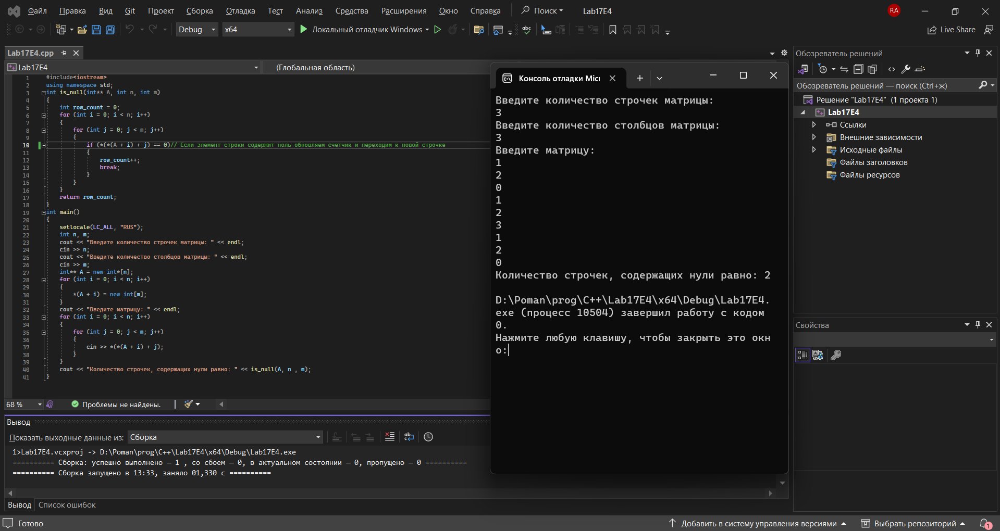 Файл Правка Вид Git Проект Сборка Отладка Тест Анализ Средства Расширения Окно Справка Поиск Lab17E4 RA
Debug x64 Локальный отладчик Windows Live Share
Lab17E4.cpp
Lab17E4 (Глобальная область)
1 #include<iostream>
2 using namespace std;
3 int is_null(int** A, int n, int m)
4 {
5 int row_count = 0;
6 for (int i = 0; i < n; i++)
7 {
8 for (int j = 0; j < m; j++)
9 {
10 if (*(*(A + i) + j) == 0)// Если элемент строки содержит ноль обновляем счетчик и переходим к новой строчке
11 {
12 row_count++;
13 break;
14 }
15 }
16 }
17 return row_count;
18 }
19 int main()
20 {
21 setlocale(LC_ALL, "RUS");
22 int n, m;
23 cout << "Введите количество строчек матрицы: " << endl;
24 cin >> n;
25 cout << "Введите количество столбцов матрицы: " << endl;
26 cin >> m;
27 int** A = new int*[n];
28 for (int i = 0; i < n; i++)
29 {
30 *(A + i) = new int[m];
31 }
32 cout << "Введите матрицу: " << endl;
33 for (int i = 0; i < n; i++)
34 {
35 for (int j = 0; j < m; j++)
36 {
37 cin >> *(*(A + i) + j);
38 }
39 }
40 cout << "Количество строчек, содержащих нули равно: " << is_null(A, n , m);
41 }
68 % Проблемы не найдены.
Вывод
Показать выходные данные из: Сборка
1>Lab17E4.vcxproj -> D:\Poman\prog\C++\Lab17E4\x64\Debug\Lab17E4.exe
========== Сборка: успешно выполнено — 1 , со сбоем — 0, в актуальном состоянии — 0, пропущено — 0 ==========
========== Сборка запущено в 13:33, заняло 01,330 с ==========
Вывод Список ошибок
Консоль отладки Micr
Введите количество строчек матрицы:
3
Введите количество столбцов матрицы:
3
Введите матрицу:
1
2
0
1
2
3
1
2
0
Количество строчек, содержащих нули равно: 2
D:\Poman\prog\C++\Lab17E4\x64\Debug\Lab17E4.
exe (процесс 10504) завершил работу с кодом
0.
Нажмите любую клавишу, чтобы закрыть это окн
о:
Обозреватель решений
Обозреватель решений — поиск (Ctrl+ж)
Решение "Lab17E4" (1 проекта 1)
Lab17E4
Ссылки
Внешние зависимости
Исходные файлы
Файлы заголовков
Файлы ресурсов
Свойства
Готово Добавить в систему управления версиями Выбрать репозиторий 1